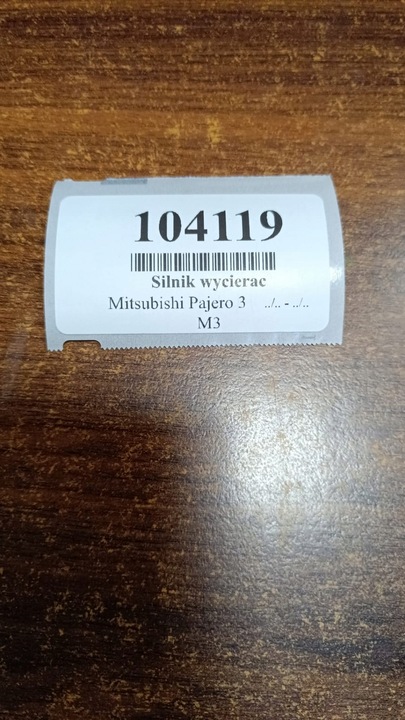 104119
Silnik wycierac
Mitsubishi Pajero 3 ../.. - ../..
M3